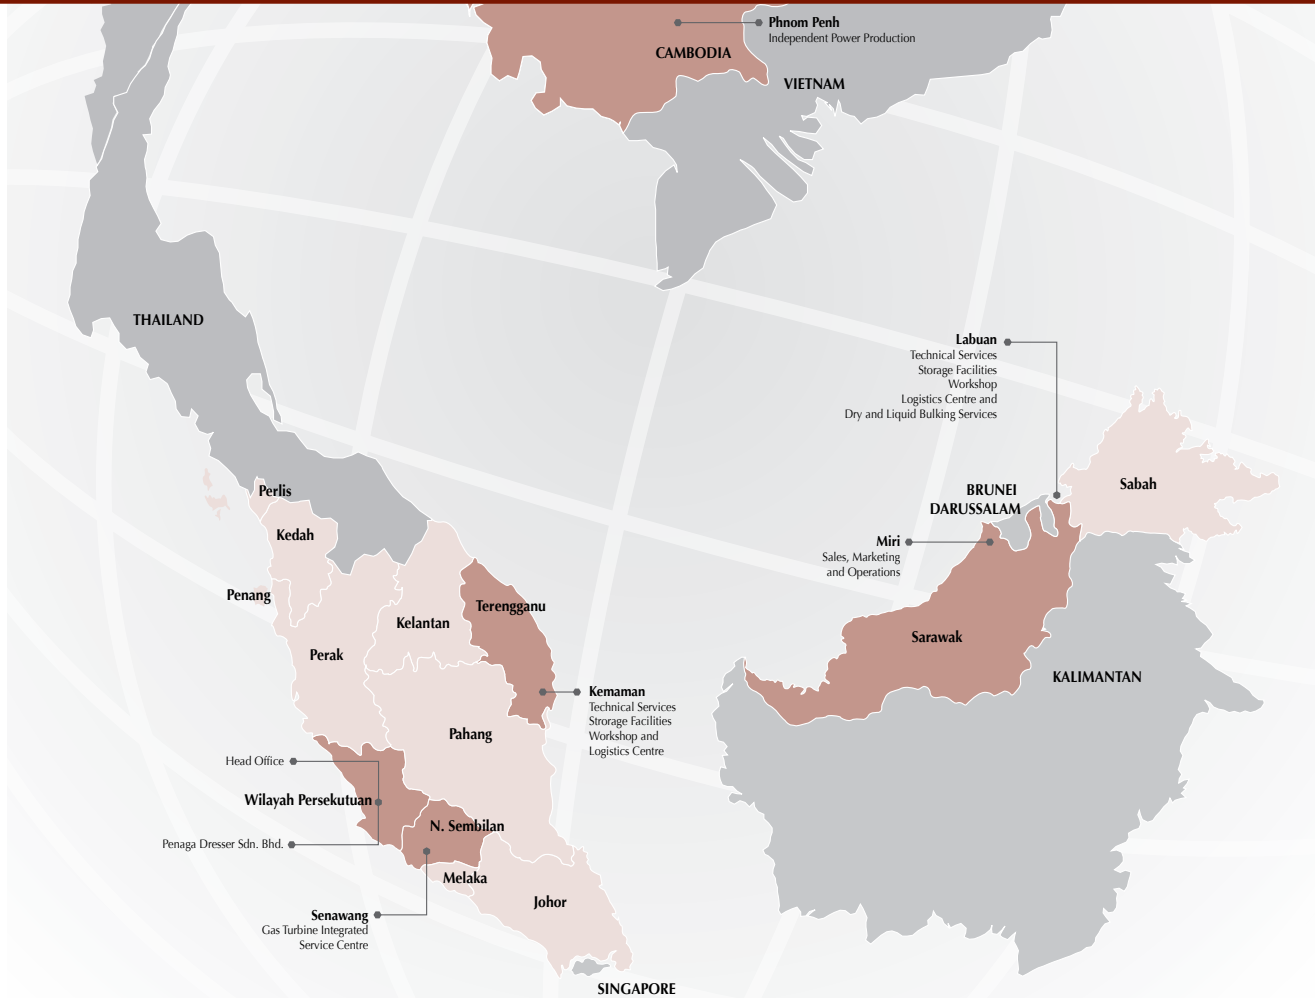 Phnom Penh
Independent Power Production
CAMBODIA
VIETNAM
THAILAND
Labuan
Technical Services
Storage Facilities
Workshop
Logistics Centre and
Dry and Liquid Bulking Services
Sabah
BRUNEI
DARUSSALAM
Miri
Sales, Marketing
and Operations
Sarawak
KALIMANTAN
Perlis
Kedah
Penang
Terengganu
Kelantan
Perak
Kemaman
Technical Services
Strorage Facilities
Workshop and
Logistics Centre
Pahang
Head Office
Wilayah Persekutuan
N. Sembilan
Penaga Dresser Sdn. Bhd.
Melaka
Johor
Senawang
Gas Turbine Integrated
Service Centre
SINGAPORE